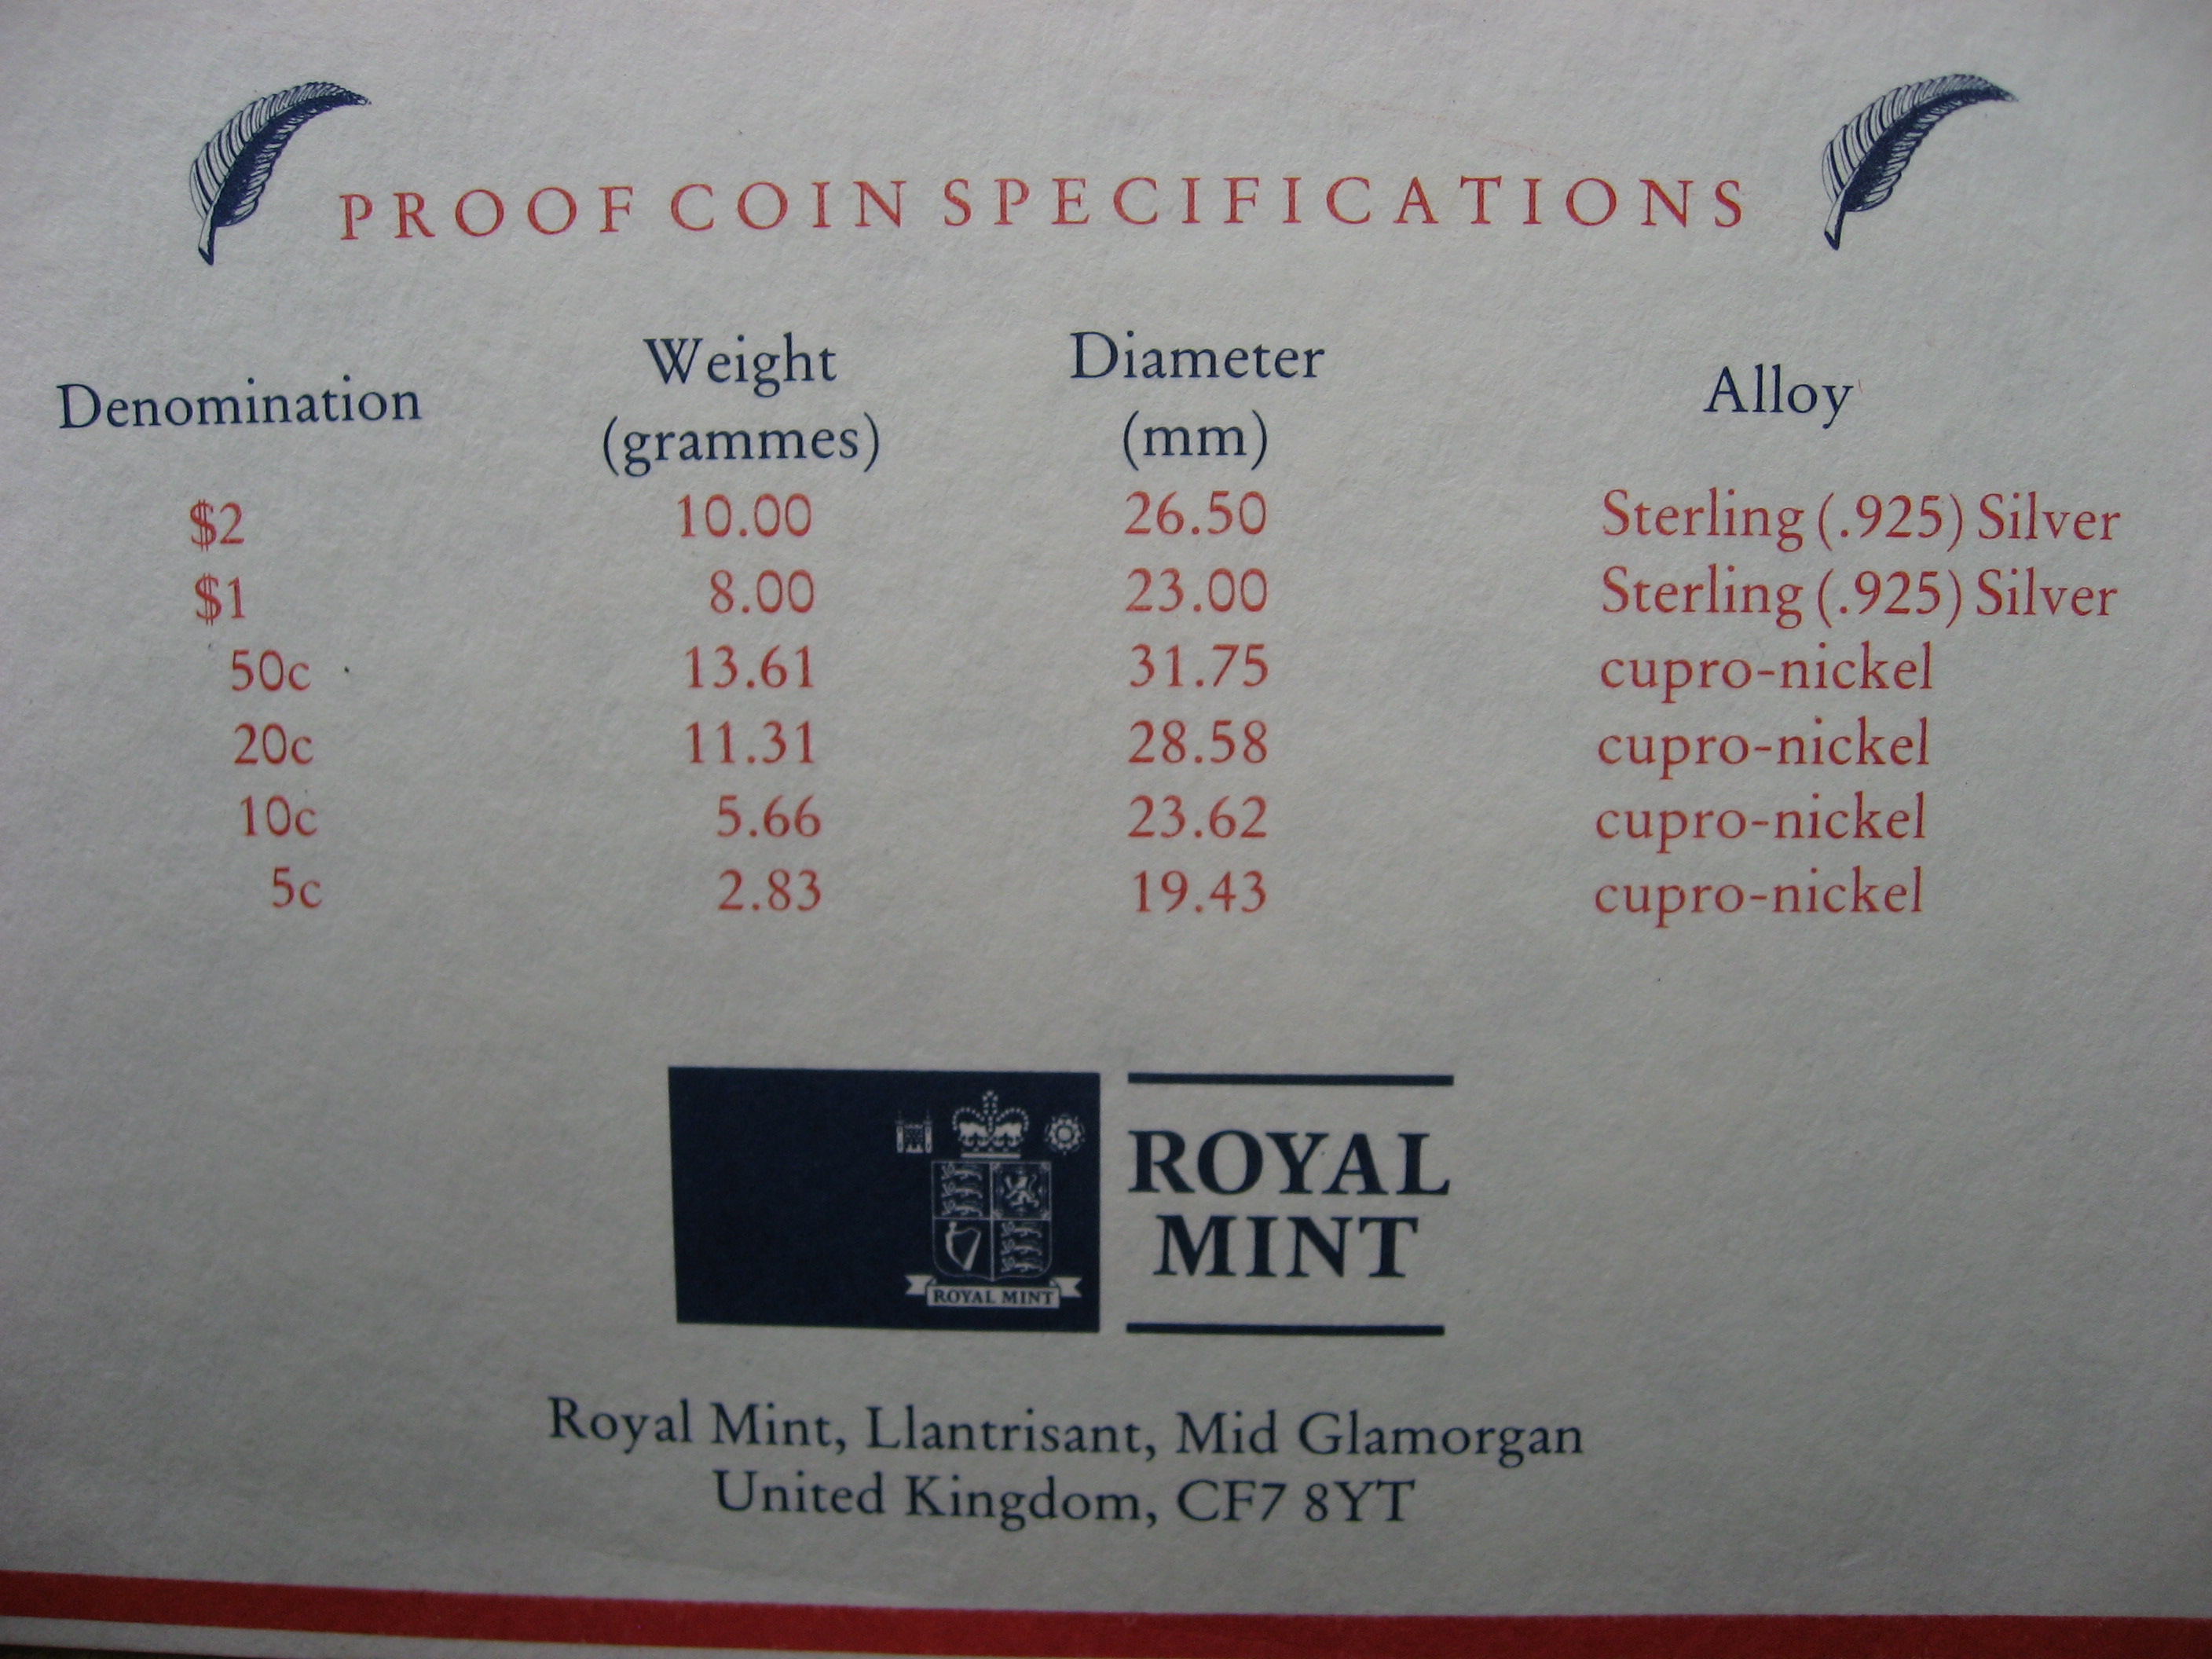 PROOF COIN SPECIFICATIONS
Denomination Weight (grammes) Diameter (mm) Alloy
$2 10.00 26.50 Sterling (.925) Silver
$1 8.00 23.00 Sterling (.925) Silver
50c 13.61 31.75 cupro-nickel
20c 11.31 28.58 cupro-nickel
10c 5.66 23.62 cupro-nickel
5c 2.83 19.43 cupro-nickel
ROYAL MINT
ROYAL
MINT
Royal Mint, Llantrisant, Mid Glamorgan
United Kingdom, CF7 8YT